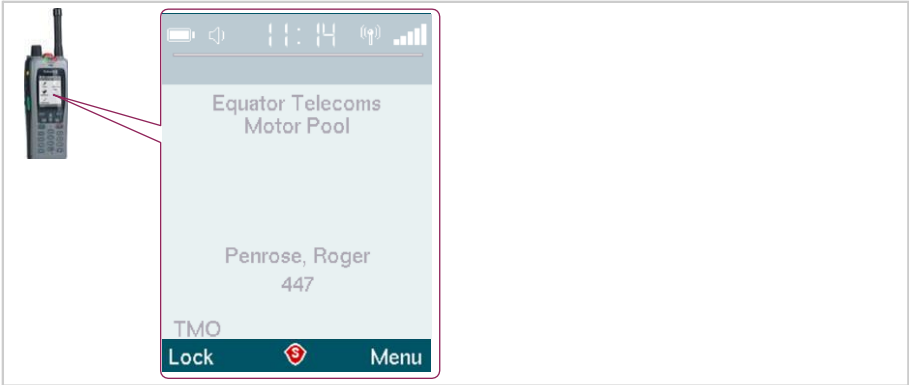 11:14
Equator Telecoms
Motor Pool
Penrose, Roger
447
TMO
Lock S Menu